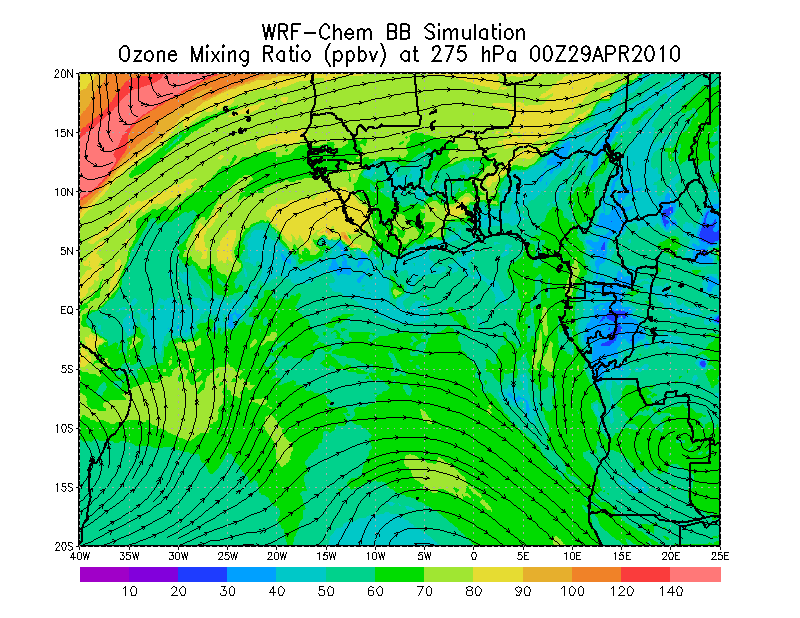 WRF-Chem BB Simulation
Ozone Mixing Ratio (ppbv) at 275 hPa 00Z29APR2010
20N
15N
10N
5N
EQ
5S
10S
15S
20S
40W 35W 30W 25W 20W 15W 10W 5W 0 5E 10E 15E 20E 25E
10 20 30 40 50 60 70 80 90 100 120 140